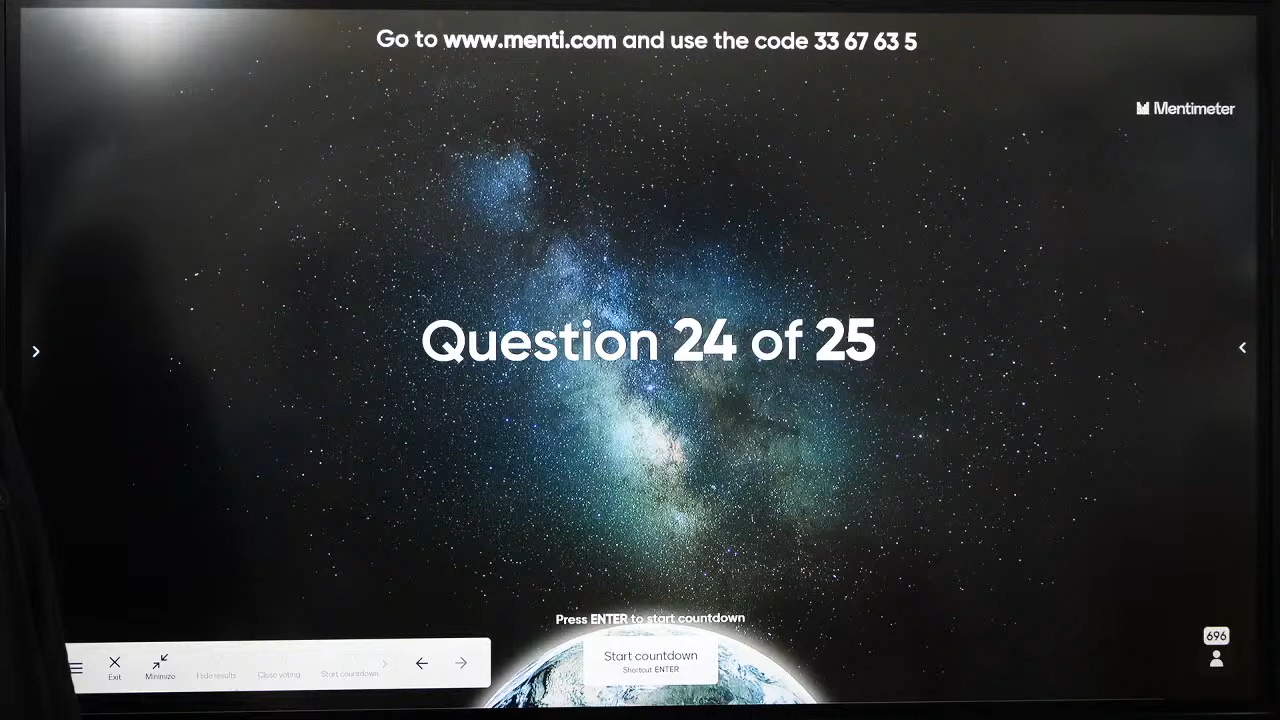 Go to www.menti.com and use the code 33 67 63 5
Mentimeter
Question 24 of 25
Press ENTER to start countdown
Start countdown
Shortcut ENTER
696
Exit
Minimize
Hide results
Close voting
Start countdown